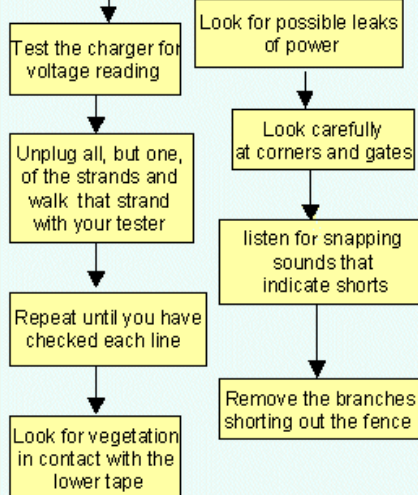 Test the charger for
voltage reading
Unplug all, but one,
of the strands and
walk that strand
with your tester
Repeat until you have
checked each line
Look for vegetation
in contact with the
lower tape
Look for possible leaks
of power
Look carefully
at corners and gates
listen for snapping
sounds that
indicate shorts
Remove the branches
shorting out the fence